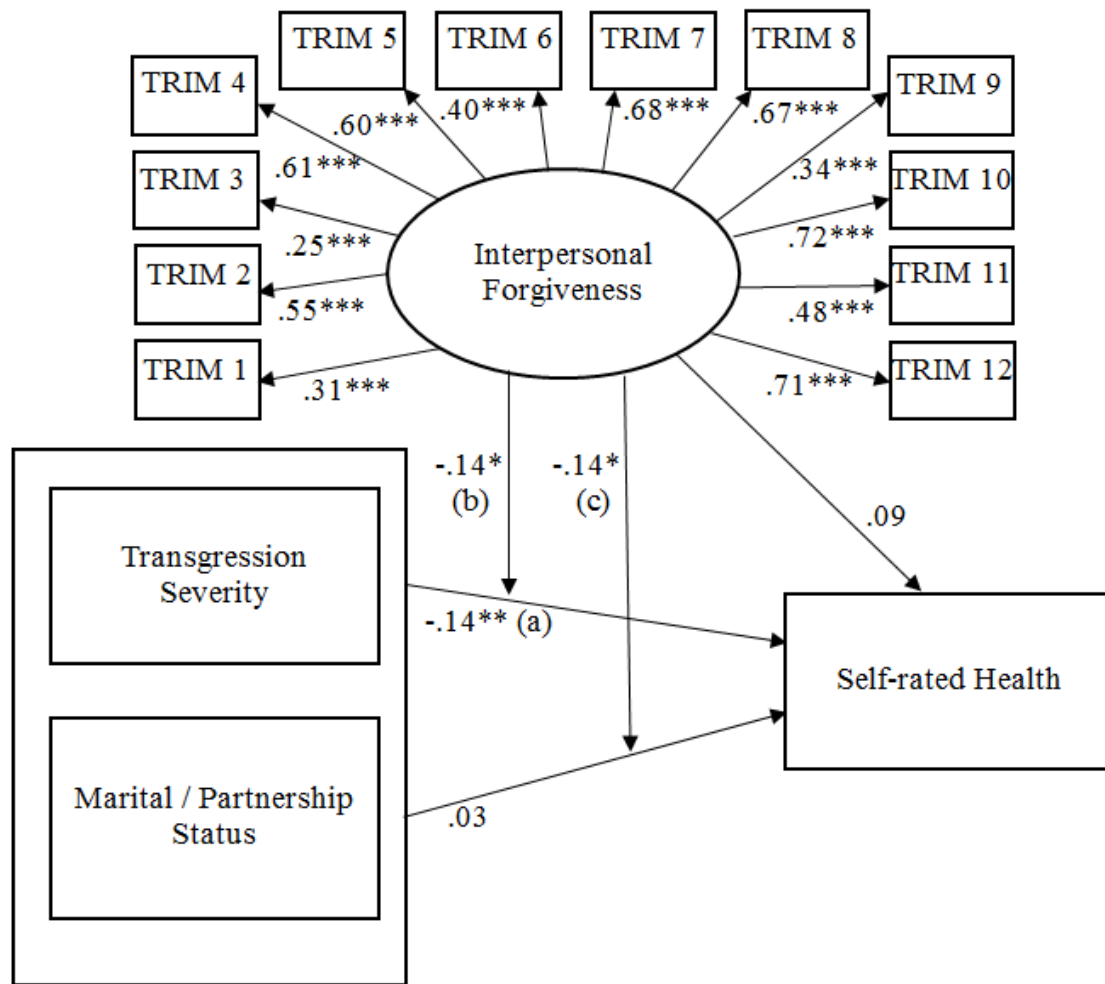 TRIM 5
TRIM 6
TRIM 7
TRIM 8
TRIM 4
TRIM 9
.60***
.40***
.68***
.67***
.61***
.34***
TRIM 3
TRIM 10
.25***
.72***
Interpersonal
Forgiveness
TRIM 2
TRIM 11
.55***
.48***
TRIM 1
TRIM 12
.31***
.71***
-.14*
(b)
-.14*
(c)
.09
Transgression
Severity
-.14** (a)
Self-rated Health
Marital / Partnership
Status
.03